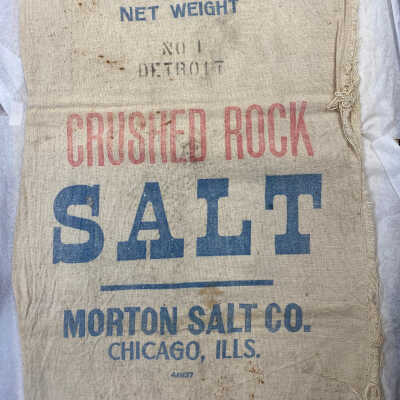 NET WEIGHT
NO 1
DETROIT
CRUSHED ROCK
SALT
MORTON SALT CO.
CHICAGO, ILLS.